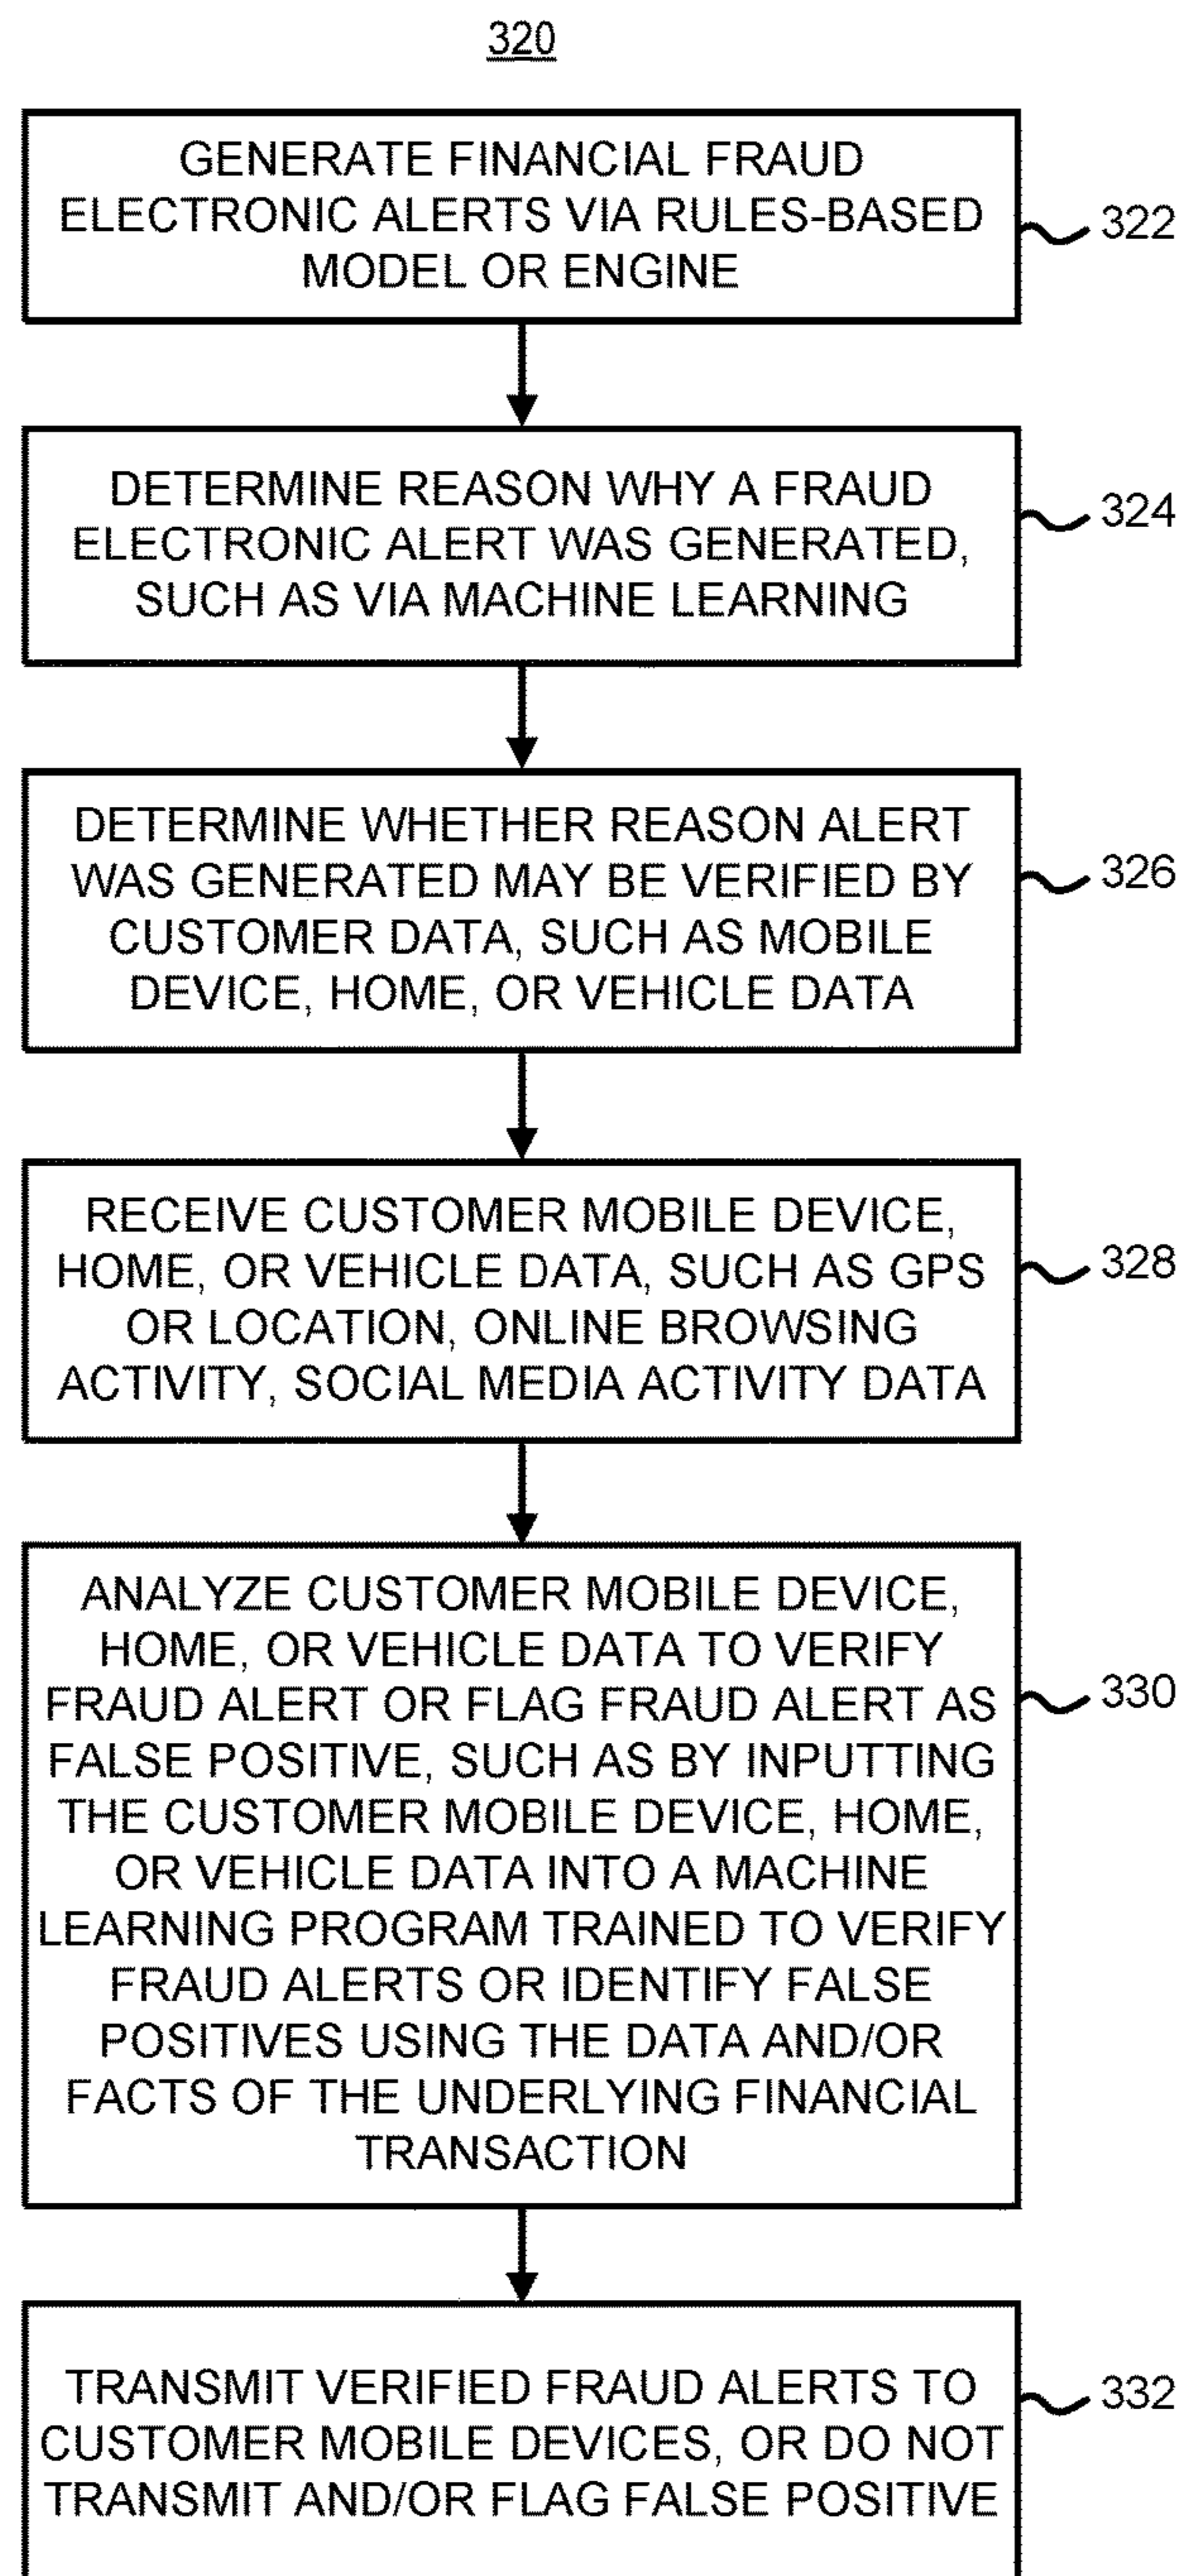 320
GENERATE FINANCIAL FRAUD
ELECTRONIC ALERTS VIA RULES-BASED
MODEL OR ENGINE
322
DETERMINE REASON WHY A FRAUD
ELECTRONIC ALERT WAS GENERATED,
SUCH AS VIA MACHINE LEARNING
324
DETERMINE WHETHER REASON ALERT
WAS GENERATED MAY BE VERIFIED BY
CUSTOMER DATA, SUCH AS MOBILE
DEVICE, HOME, OR VEHICLE DATA
326
RECEIVE CUSTOMER MOBILE DEVICE,
HOME, OR VEHICLE DATA, SUCH AS GPS
OR LOCATION, ONLINE BROWSING
ACTIVITY, SOCIAL MEDIA ACTIVITY DATA
328
ANALYZE CUSTOMER MOBILE DEVICE,
HOME, OR VEHICLE DATA TO VERIFY
FRAUD ALERT OR FLAG FRAUD ALERT AS
FALSE POSITIVE, SUCH AS BY INPUTTING
THE CUSTOMER MOBILE DEVICE, HOME,
OR VEHICLE DATA INTO A MACHINE
LEARNING PROGRAM TRAINED TO VERIFY
FRAUD ALERTS OR IDENTIFY FALSE
POSITIVES USING THE DATA AND/OR
FACTS OF THE UNDERLYING FINANCIAL
TRANSACTION
330
TRANSMIT VERIFIED FRAUD ALERTS TO
CUSTOMER MOBILE DEVICES, OR DO NOT
TRANSMIT AND/OR FLAG FALSE POSITIVE
332